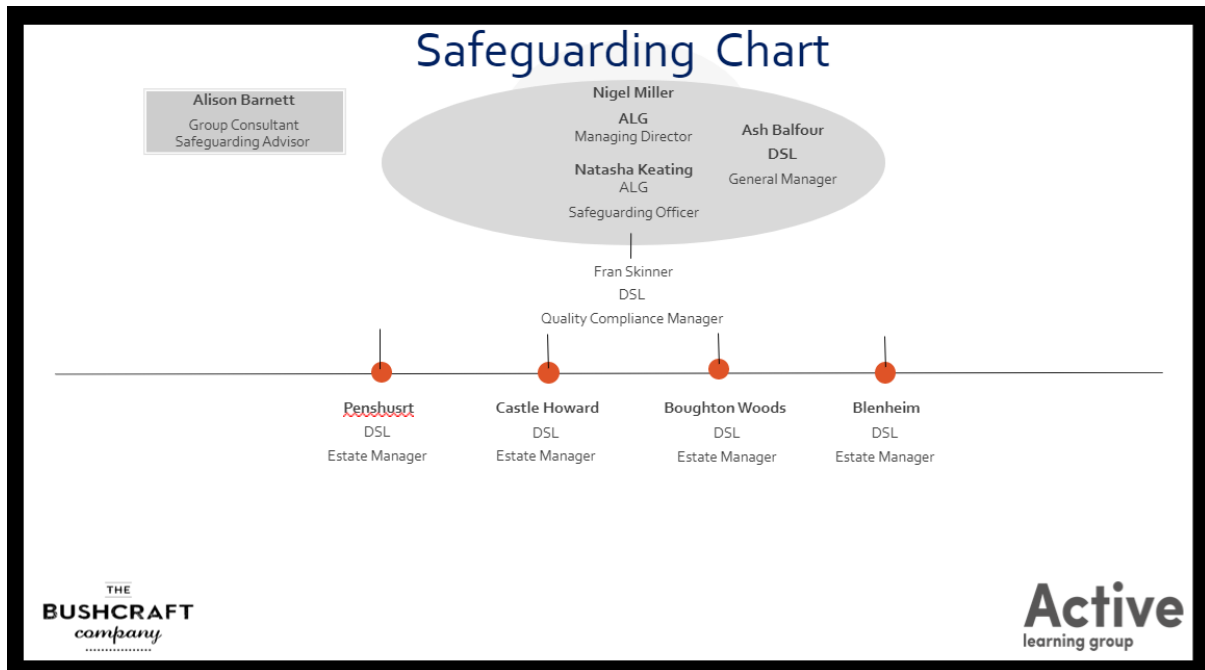 Safeguarding Chart
Alison Barnett
Group Consultant
Safeguarding Advisor
Nigel Miller
ALG
Managing Director
Natasha Keating
ALG
Safeguarding Officer
Ash Balfour
DSL
General Manager
Fran Skinner
DSL
Quality Compliance Manager
Penshusrt
DSL
Estate Manager
Castle Howard
DSL
Estate Manager
Boughton Woods
DSL
Estate Manager
Blenheim
DSL
Estate Manager
THE
BUSHCRAFT
company
Active
learning group